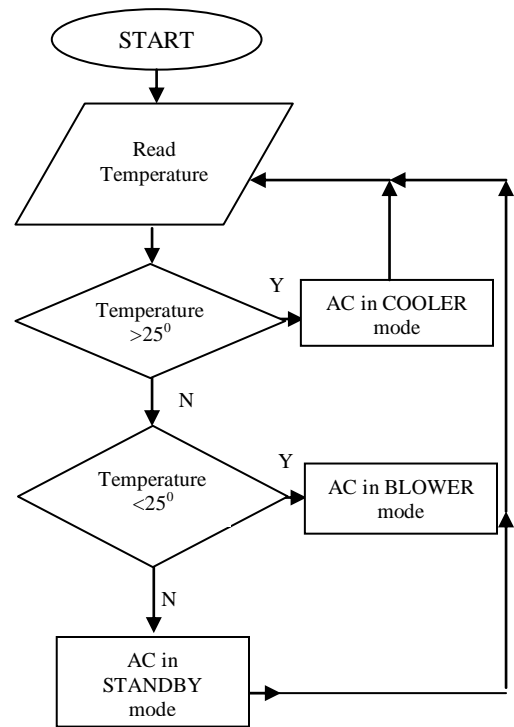 START
Read
Temperature
Temperature
>25⁰
Y
AC in COOLER
mode
N
Temperature
<25⁰
Y
AC in BLOWER
mode
N
AC in
STANDBY
mode